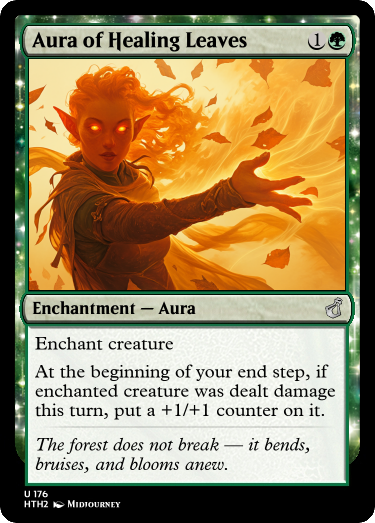 Aura of Healing Leaves 1
Enchantment — Aura
Enchant creature
At the beginning of your end step, if
enchanted creature was dealt damage
this turn, put a +1/+1 counter on it.
The forest does not break — it bends,
bruises, and blooms anew.
U 176
HTH2 Midjourney